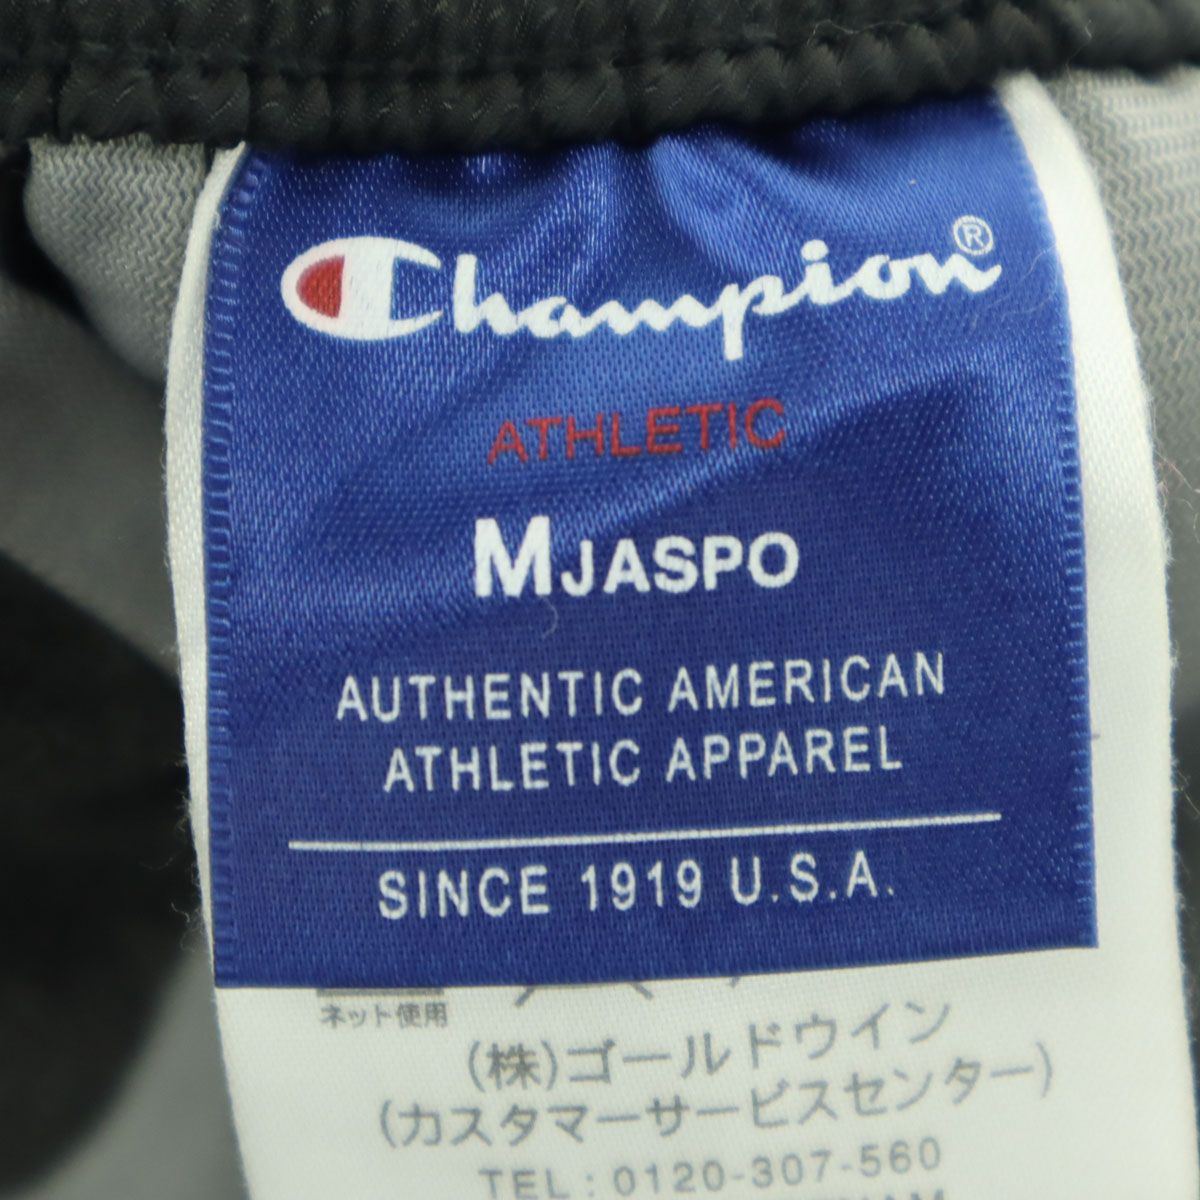 Champion®
ATHLETIC
M JASPO
AUTHENTIC AMERICAN
ATHLETIC APPAREL
SINCE 1919 U.S.A.
ネット使用
(株)ゴールドウイン
(カスタマーサービスセンター)
TEL : 0120-307-560